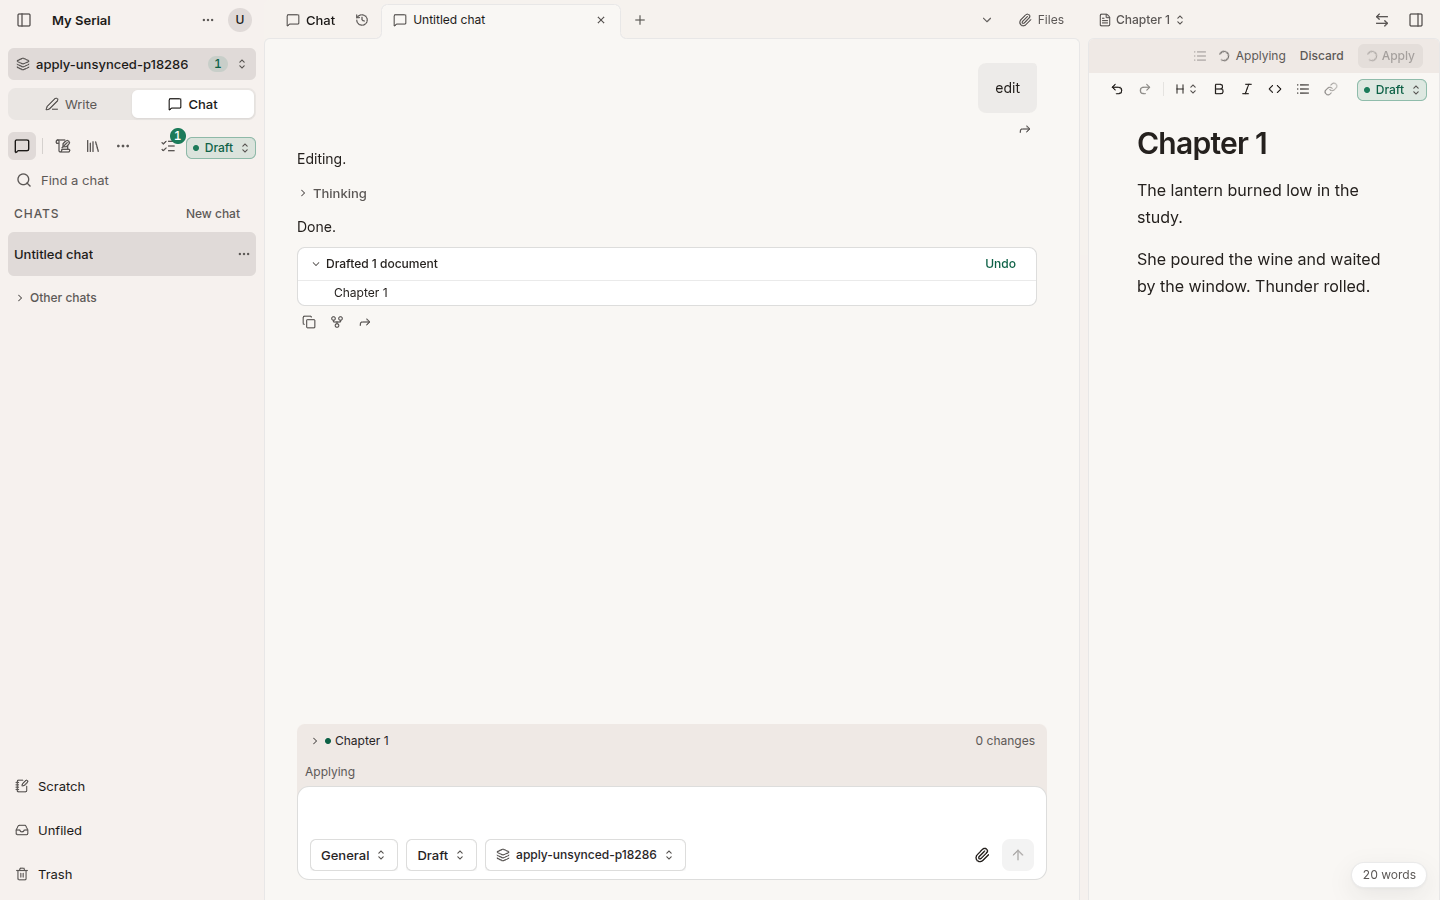 My Serial
U
apply-unsynced-p18286
1
Write
Chat
1
Draft
Find a chat
CHATS
New chat
Untitled chat
Other chats
Scratch
Unfiled
Trash
Chat
Untitled chat
Files
edit
Editing.
Thinking
Done.
Drafted 1 document
Undo
Chapter 1
Chapter 1
0 changes
Applying
General
Draft
apply-unsynced-p18286
Chapter 1
Applying
Discard
Apply
H
B
I
Draft
Chapter 1
The lantern burned low in the
study.
She poured the wine and waited
by the window. Thunder rolled.
20 words